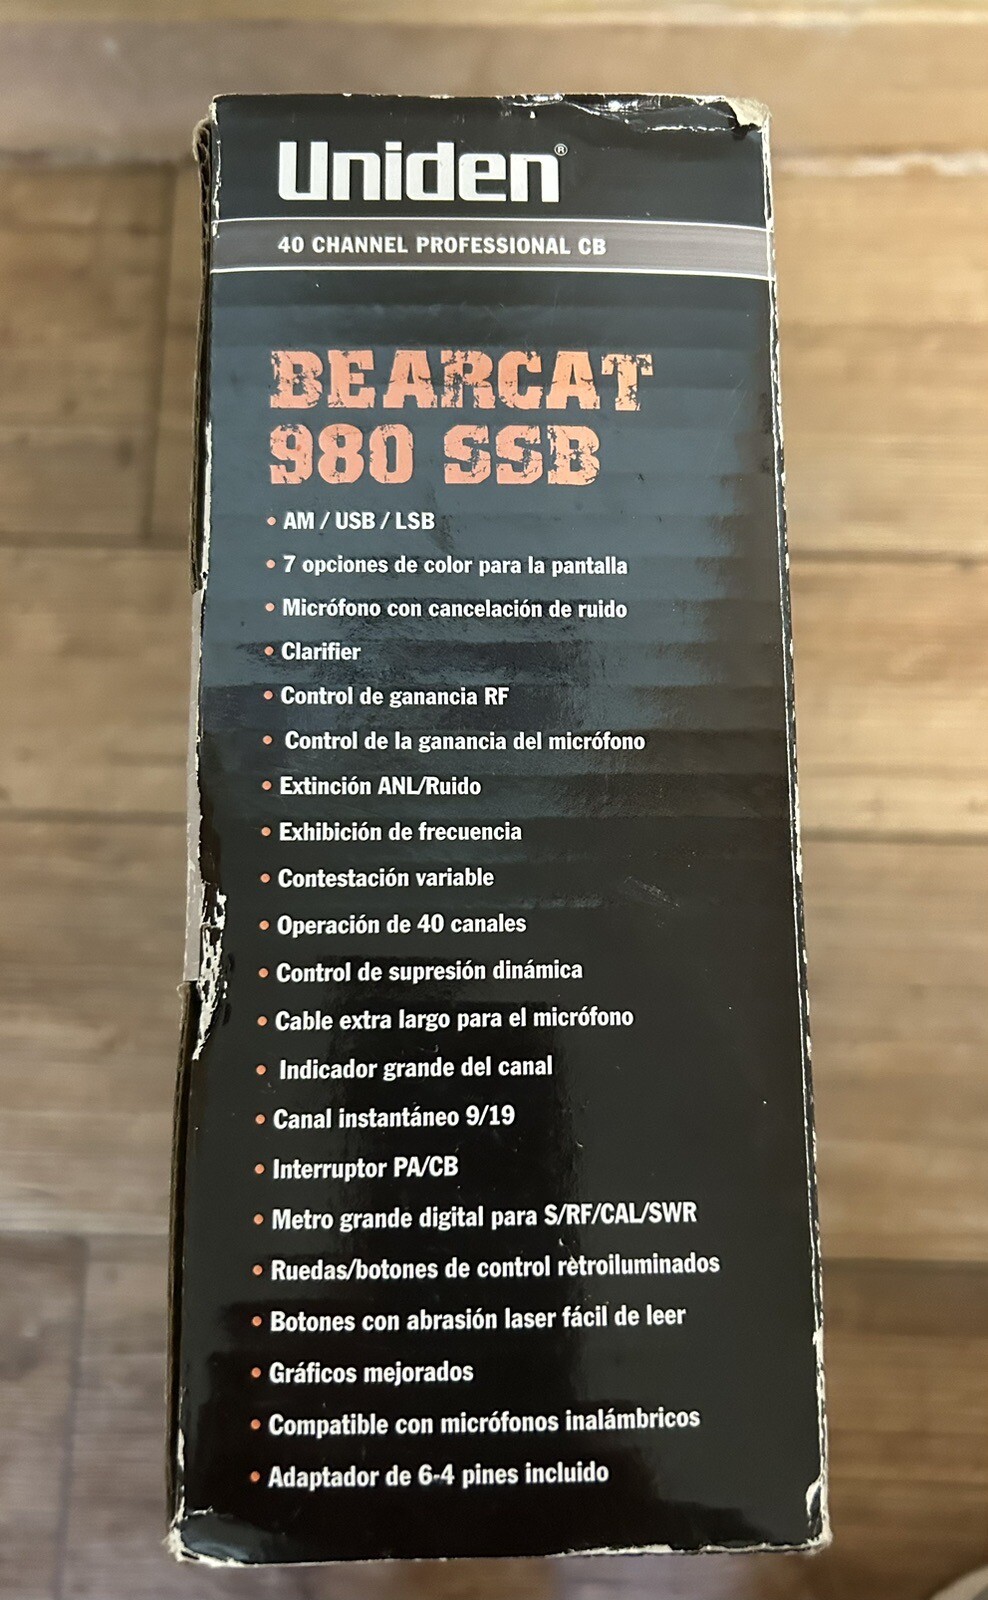 Uniden®
40 CHANNEL PROFESSIONAL CB
BEARCAT
980 SSB
• AM / USB / LSB
• 7 opciones de color para la pantalla
• Micrófono con cancelación de ruido
• Clarifier
• Control de ganancia RF
• Control de la ganancia del micrófono
• Extinción ANL/Ruido
• Exhibición de frecuencia
• Contestación variable
• Operación de 40 canales
• Control de supresión dinámica
• Cable extra largo para el micrófono
• Indicador grande del canal
• Canal instantáneo 9/19
• Interruptor PA/CB
• Metro grande digital para S/RF/CAL/SWR
• Ruedas/botones de control retroiluminados
• Botones con abrasión laser fácil de leer
• Gráficos mejorados
• Compatible con micrófonos inalámbricos
• Adaptador de 6-4 pines incluido